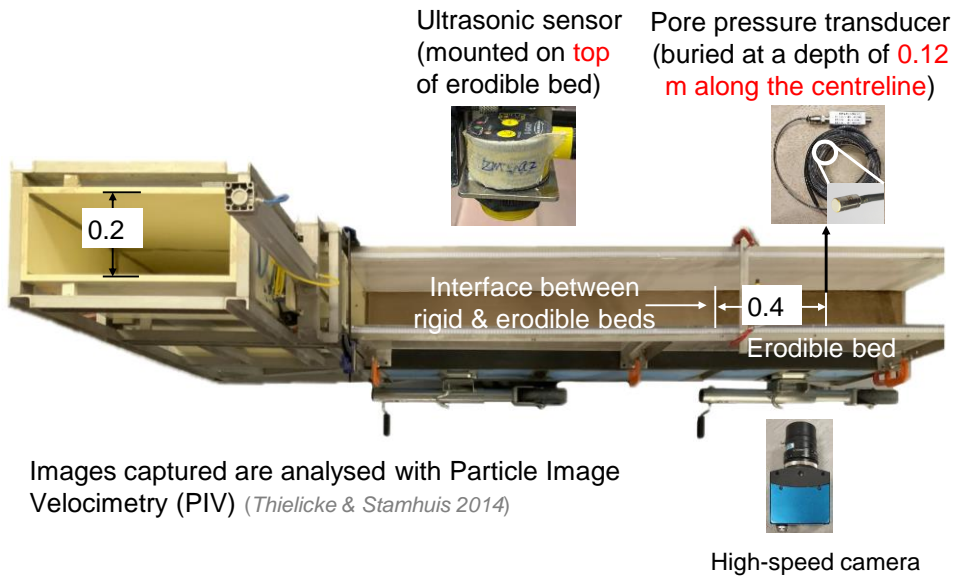 Ultrasonic sensor
(mounted on top
of erodible bed)
Pore pressure transducer
(buried at a depth of 0.12
m along the centreline)
0.2
Interface between
rigid & erodible beds
0.4
Erodible bed
Images captured are analysed with Particle Image
Velocimetry (PIV) (Thielicke & Stamhuis 2014)
High-speed camera